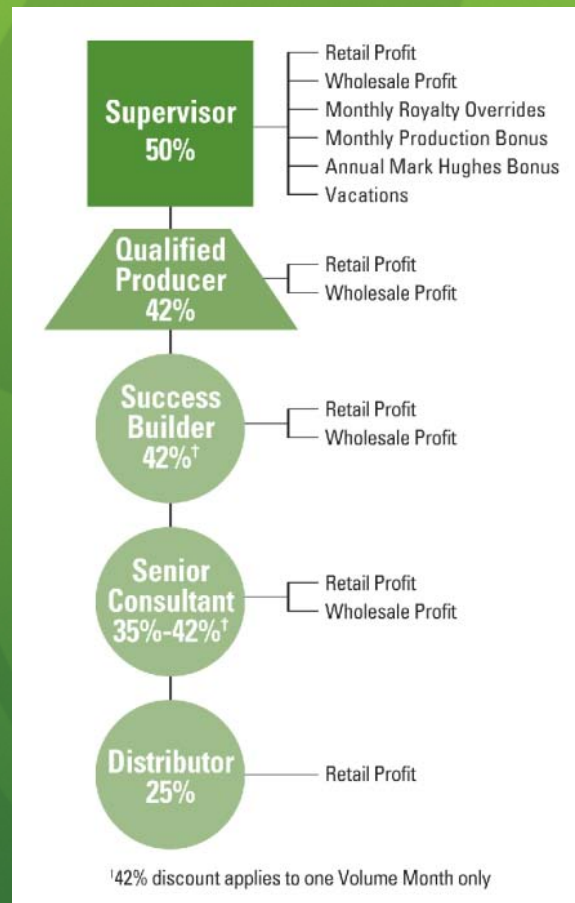 Supervisor
50%
Retail Profit
Wholesale Profit
Monthly Royalty Overrides
Monthly Production Bonus
Annual Mark Hughes Bonus
Vacations
Qualified
Producer
42%
Retail Profit
Wholesale Profit
Success
Builder
42%†
Retail Profit
Wholesale Profit
Senior
Consultant
35%-42%†
Retail Profit
Wholesale Profit
Distributor
25%
Retail Profit
†42% discount applies to one Volume Month only